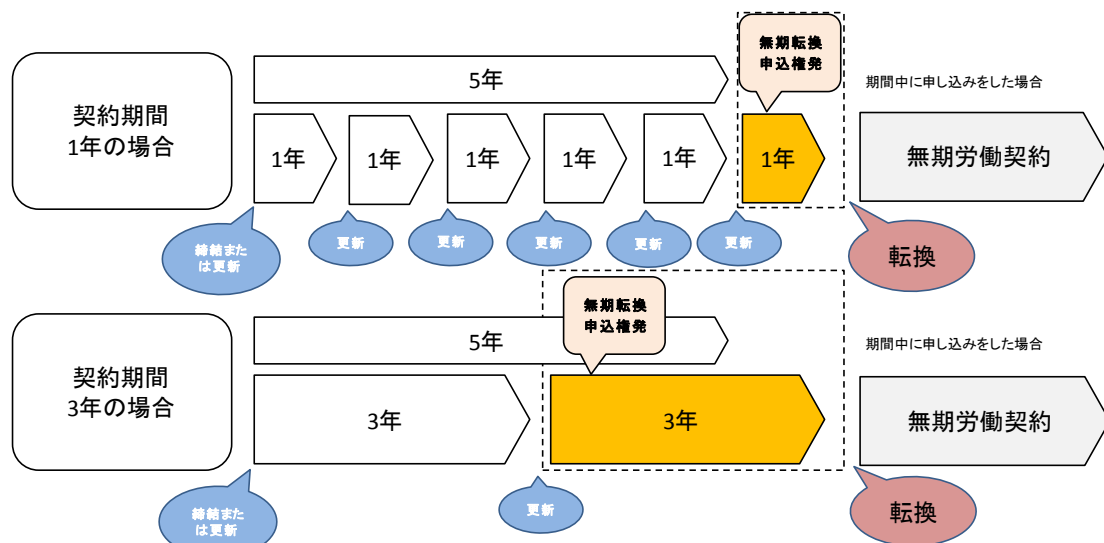 契約期間
1年の場合
5年
無期転換
申込権発
期間中に申し込みをした場合
1年
1年
1年
1年
1年
1年
無期労働契約
締結また
は更新
更新
更新
更新
更新
更新
転換
契約期間
3年の場合
5年
無期転換
申込権発
期間中に申し込みをした場合
3年
3年
無期労働契約
締結また
は更新
更新
転換